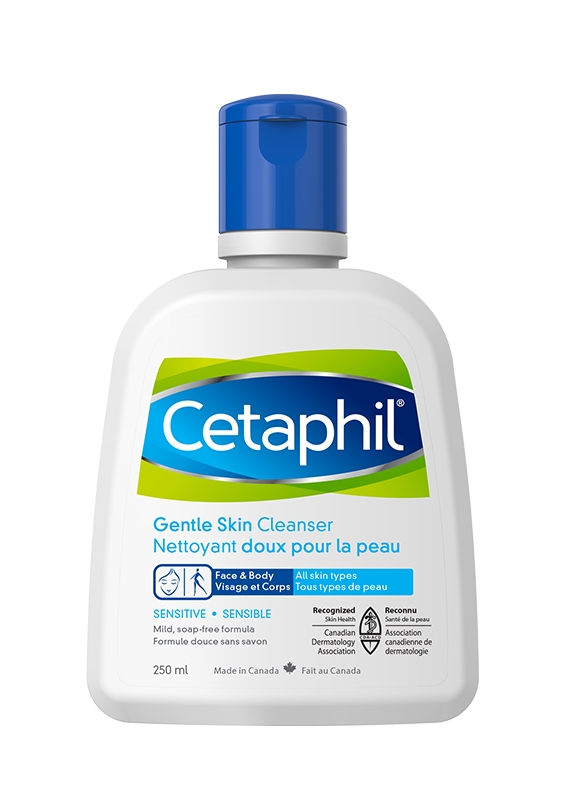 Cetaphil®
Gentle Skin Cleanser
Nettoyant doux pour la peau
Face & Body
Visage et Corps
All skin types
Tous types de peau
SENSITIVE • SENSIBLE
Mild, soap-free formula
Formule douce sans savon
Recognized
Skin Health
Canadian
Dermatology
Association
CDA•ACD
Reconnu
Santé de la peau
Association
canadienne de
dermatologie
250 ml
Made in Canada
Fait au Canada